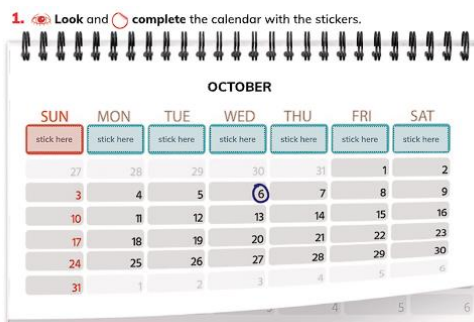 1. Look and complete the calendar with the stickers.
OCTOBER
SUN MON TUE WED THU FRI SAT
stick here stick here stick here stick here stick here stick here stick here
27 28 29 30 31 1 2
3 4 5 6 7 8 9
10 11 12 13 14 15 16
17 18 19 20 21 22 23
24 25 26 27 28 29 30
31 1 2 3 4 5 6
4 5 6